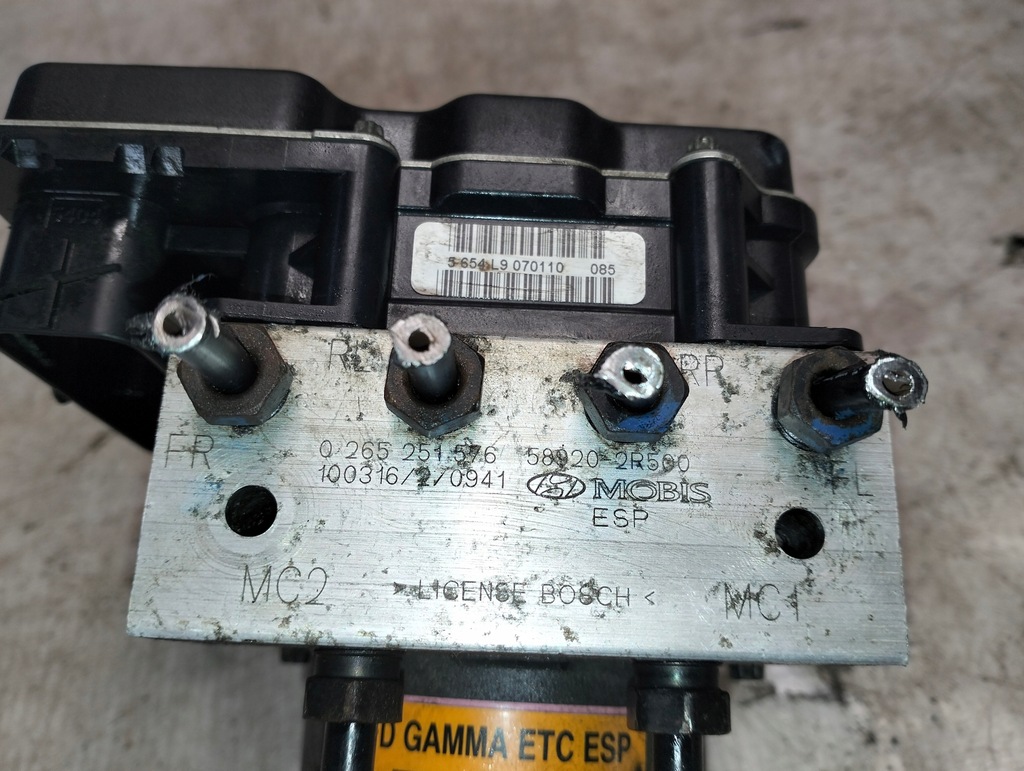 5 654 L9 070110 085
RL RR
FR FL
0 265 251 576 58920-2R500
100316/2/0941 MOBIS
ESP
MC2 > LICENSE BOSCH < MC1
D GAMMA ETC ESP